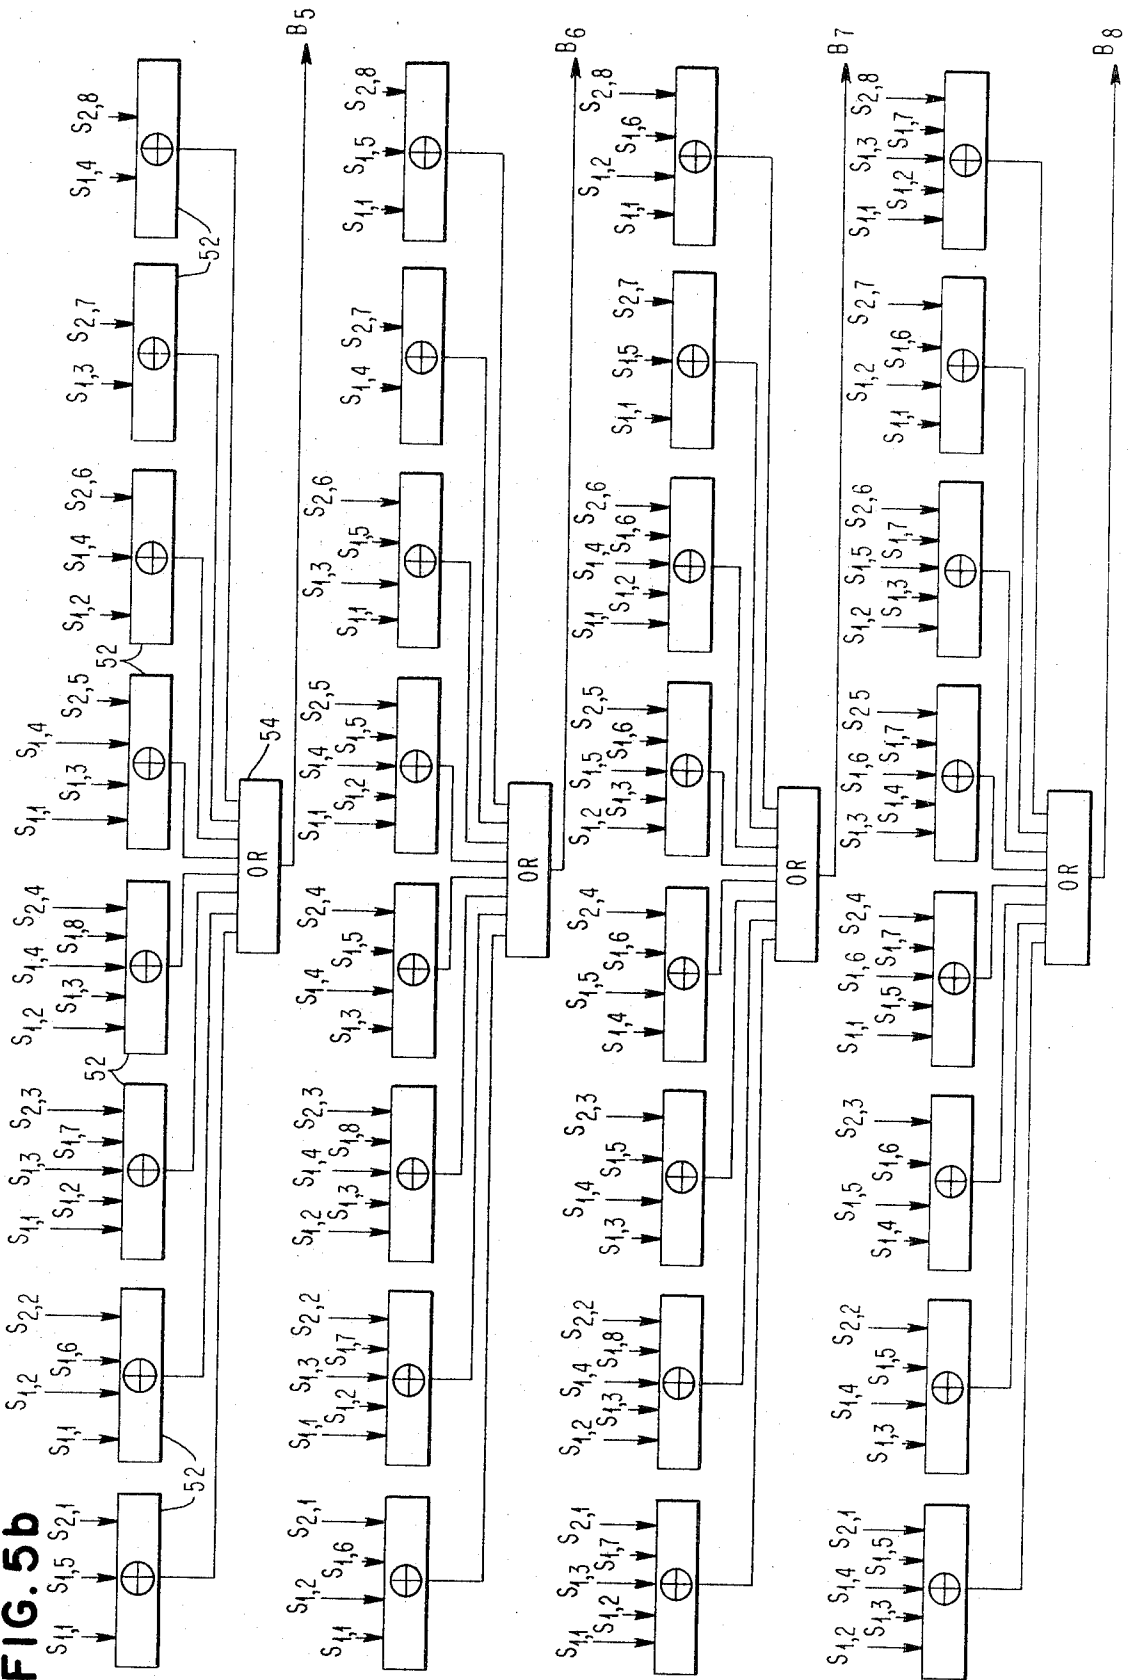 FIG. 5b
S1,1 S1,5 S2,1
S1,1 S1,2 S1,6 S2,2
S1,1 S1,2 S1,3 S1,7 S2,3
S1,2 S1,3 S1,4 S1,8 S2,4
S1,1 S1,3 S1,4 S2,5
S1,2 S1,4 S2,6
S1,3 S2,7
S1,4 S2,8
52
52
52
52
52
54
OR
B5
S1,1 S1,2 S1,6 S2,1
S1,1 S1,2 S1,3 S1,7 S2,2
S1,2 S1,3 S1,4 S1,8 S2,3
S1,3 S1,4 S1,5 S2,4
S1,1 S1,2 S1,4 S1,5 S2,5
S1,1 S1,3 S1,5 S2,6
S1,4 S2,7
S1,1 S1,5 S2,8
OR
B6
S1,1 S1,2 S1,3 S1,7 S2,1
S1,2 S1,3 S1,4 S1,8 S2,2
S1,3 S1,4 S1,5 S2,3
S1,4 S1,5 S1,6 S2,4
S1,2 S1,3 S1,5 S1,6 S2,5
S1,1 S1,2 S1,4 S1,6 S2,6
S1,1 S1,5 S2,7
S1,1 S1,2 S1,6 S2,8
OR
B7
S1,2 S1,3 S1,4 S1,5 S2,1
S1,3 S1,4 S1,5 S2,2
S1,4 S1,5 S1,6 S2,3
S1,1 S1,5 S1,6 S1,7 S2,4
S1,3 S1,4 S1,6 S1,7 S2 5
S1,2 S1,3 S1,5 S1,7 S2,6
S1,1 S1,2 S1,6 S2,7
S1,1 S1,2 S1,3 S1,7 S2,8
OR
B8